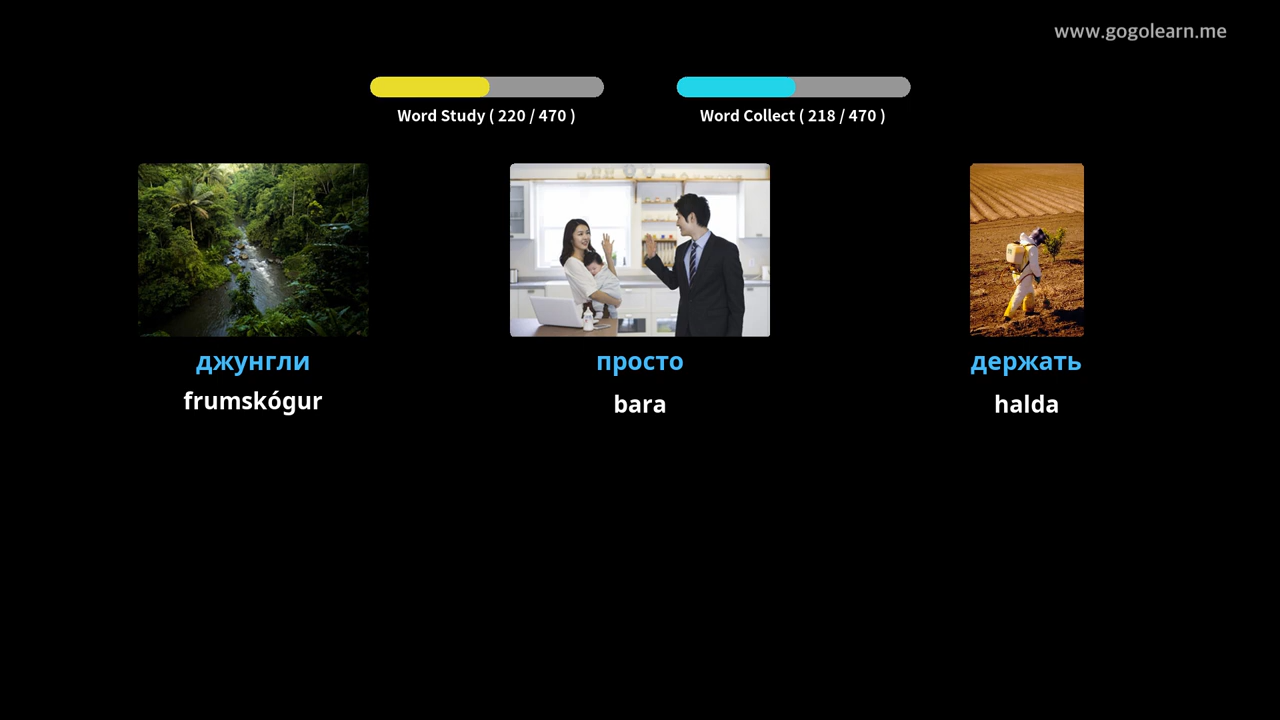 www.gogolearn.me
Word Study ( 220 / 470 )
Word Collect ( 218 / 470 )
джунгли
frumskógur
просто
bara
держать
halda